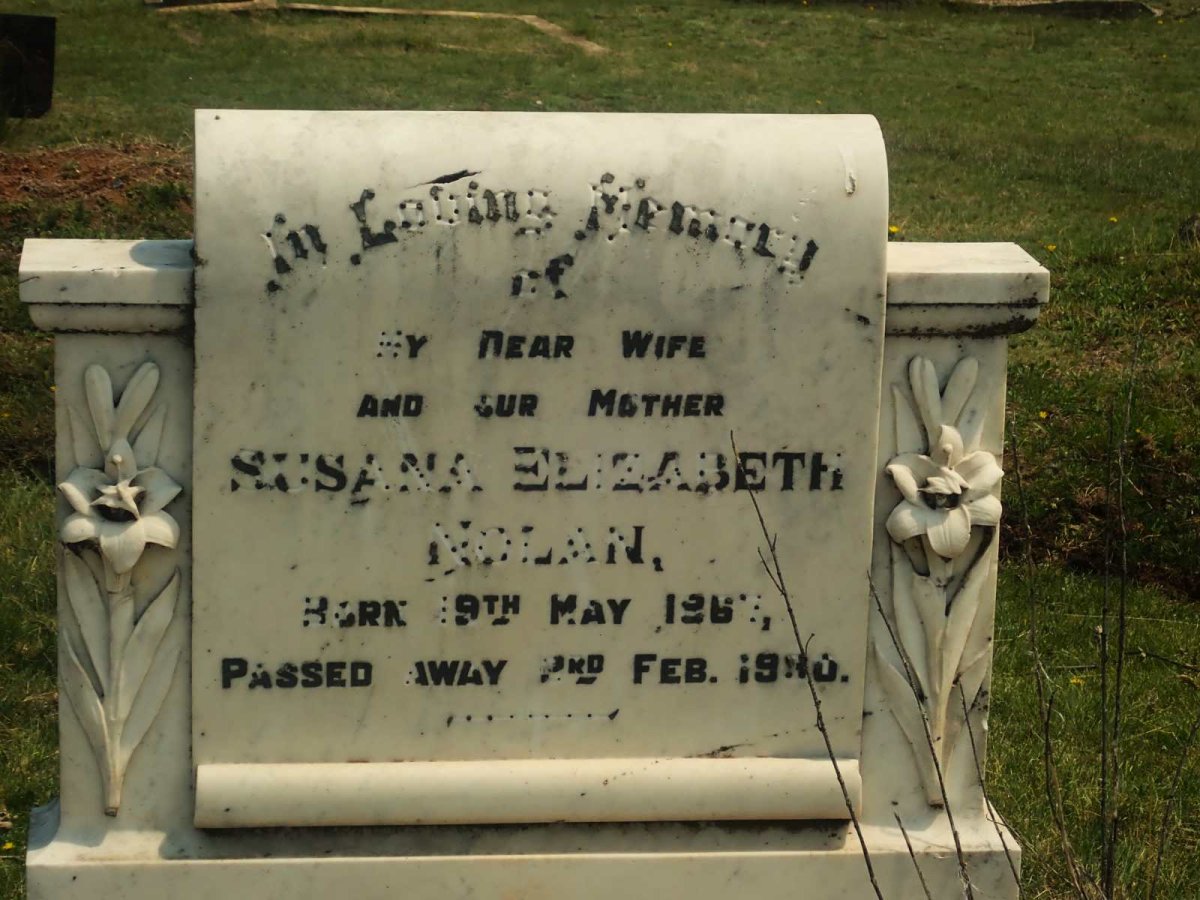 In Loving Memory
of
My Dear Wife
and our Mother
Susana Elizabeth
Nolan,
Born 19th May
Passed away Feb. 1940.